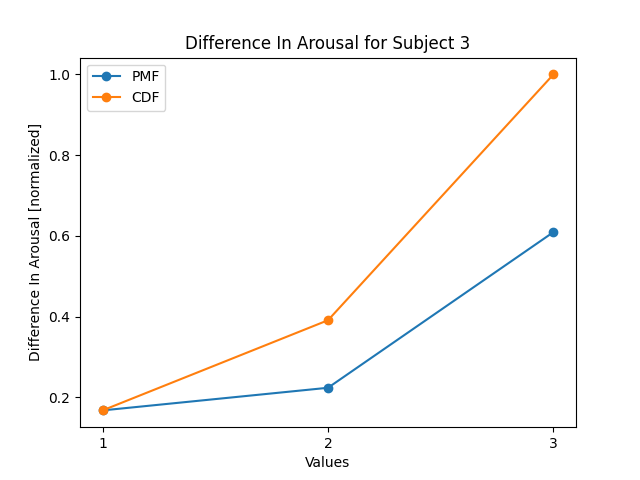 Difference In Arousal for Subject 3
PMF
CDF
Difference In Arousal [normalized]
1.0
0.8
0.6
0.4
0.2
1 2 3
Values